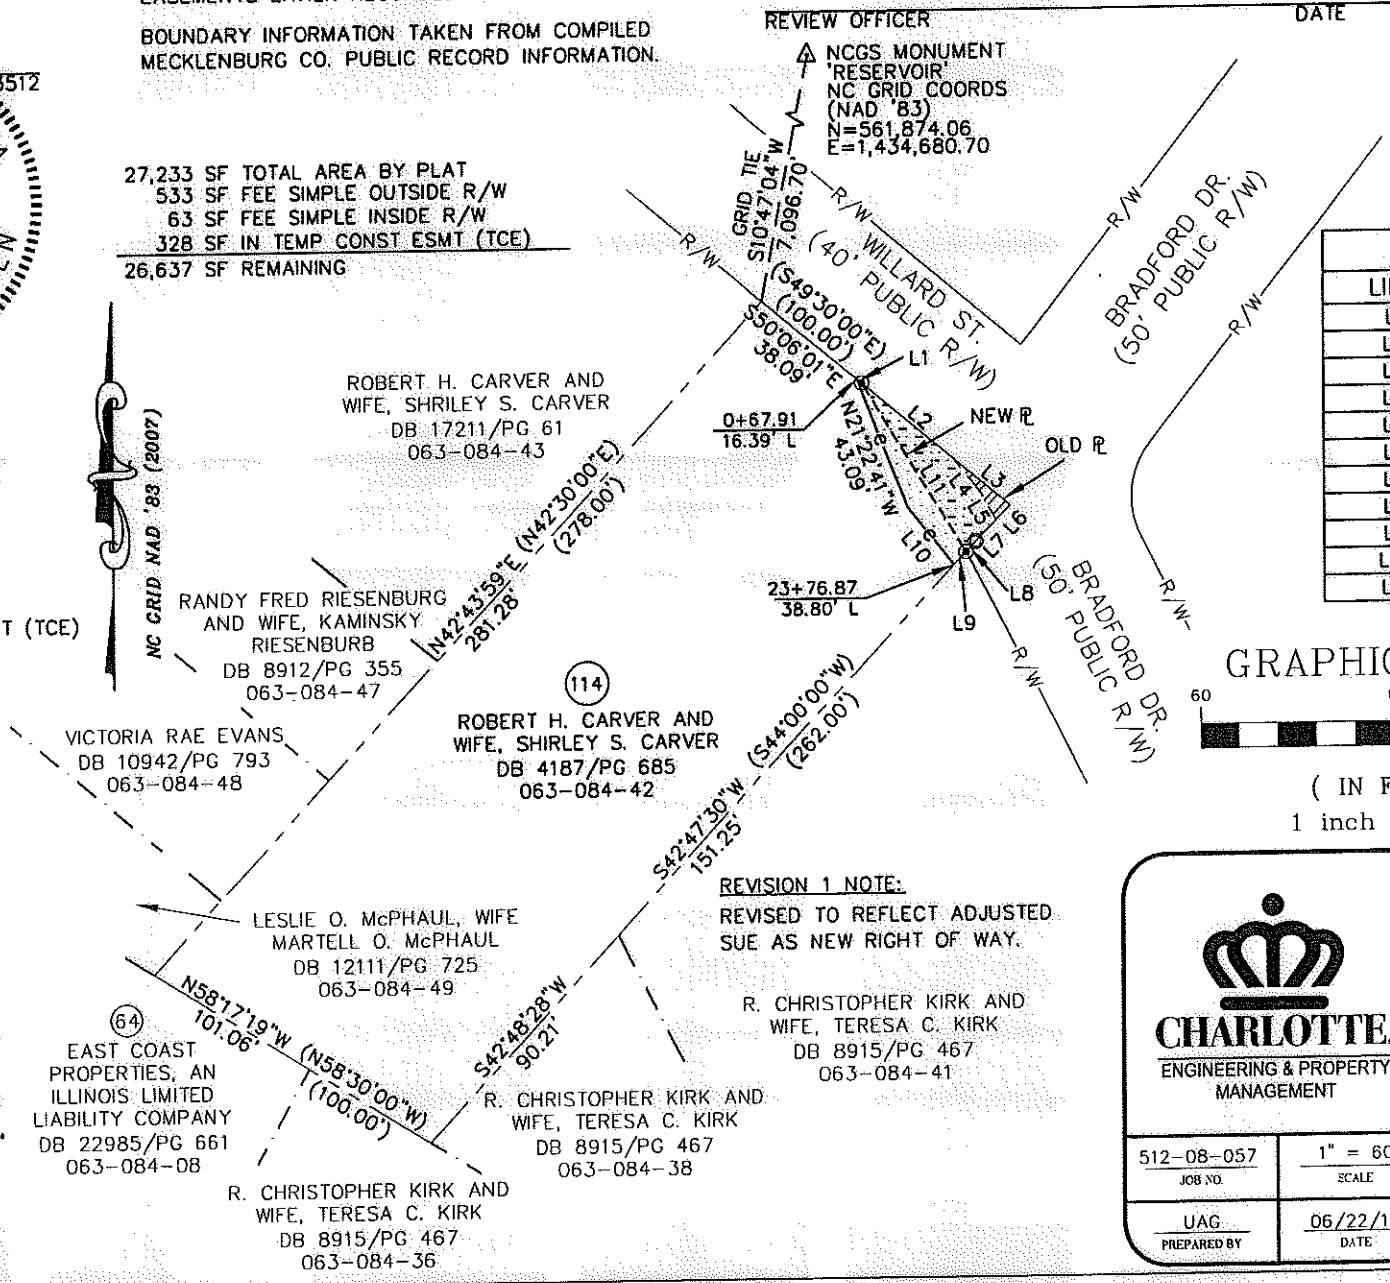 BOUNDARY INFORMATION TAKEN FROM COMPILED
MECKLENBURG CO. PUBLIC RECORD INFORMATION.
REVIEW OFFICER
DATE
NCGS MONUMENT
'RESERVOIR'
NC GRID COORDS
(NAD '83)
N=561,874.06
E=1,434,680.70
3512
27,233 SF TOTAL AREA BY PLAT
533 SF FEE SIMPLE OUTSIDE R/W
63 SF FEE SIMPLE INSIDE R/W
328 SF IN TEMP CONST ESMT (TCE)
26,637 SF REMAINING
GRID TIE
S10°47'04"W
7,096.70'
R/W
R/W
WILLARD ST.
(40' PUBLIC R/W)
R/W
BRADFORD DR.
(50' PUBLIC R/W)
R/W
(S49°30'00"E)
(100.00')
S50°06'01"E
38.09'
L1
L2
NEW PL
OLD PL
L3
L4
L5
L6
L7
L8
L9
L10
L11
0+67.91
16.39' L
N21°22'41"W
43.09'
e
e
23+76.87
38.80' L
BRADFORD DR.
(50' PUBLIC R/W)
R/W
R/W
ROBERT H. CARVER AND
WIFE, SHRILEY S. CARVER
DB 17211/PG 61
063-084-43
NC GRID NAD '83 (2007)
N42°43'59"E (N42°30'00"E)
281.28' (278.00')
T (TCE)
RANDY FRED RIESENBURG
AND WIFE, KAMINSKY
RIESENBURB
DB 8912/PG 355
063-084-47
VICTORIA RAE EVANS
DB 10942/PG 793
063-084-48
114
ROBERT H. CARVER AND
WIFE, SHIRLEY S. CARVER
DB 4187/PG 685
063-084-42
S42°47'30"W (S44°00'00"W)
151.25' (262.00')
GRAPHIC
60
( IN F
1 inch
REVISION 1 NOTE:
REVISED TO REFLECT ADJUSTED
SUE AS NEW RIGHT OF WAY.
LESLIE O. McPHAUL, WIFE
MARTELL O. McPHAUL
DB 12111/PG 725
063-084-49
N58°17'19"W (N58°30'00"W)
101.06' (100.00')
S42°48'28"W
90.21'
64
EAST COAST
PROPERTIES, AN
ILLINOIS LIMITED
LIABILITY COMPANY
DB 22985/PG 661
063-084-08
R. CHRISTOPHER KIRK AND
WIFE, TERESA C. KIRK
DB 8915/PG 467
063-084-41
R. CHRISTOPHER KIRK AND
WIFE, TERESA C. KIRK
DB 8915/PG 467
063-084-38
R. CHRISTOPHER KIRK AND
WIFE, TERESA C. KIRK
DB 8915/PG 467
063-084-36
CHARLOTTE
ENGINEERING & PROPERTY
MANAGEMENT
512-08-057
JOB NO.
1" = 60
SCALE
UAG
PREPARED BY
06/22/1
DATE